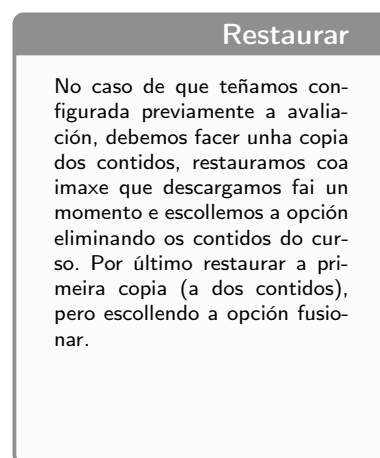 Restaurar
No caso de que teñamos con-
figurada previamente a avalia-
ción, debemos facer unha copia
dos contidos, restauramos coa
imaxe que descargamos fai un
momento e escollemos a opción
eliminando os contidos do cur-
so. Por último restaurar a pri-
meira copia (a dos contidos),
pero escollendo a opción fusio-
nar.